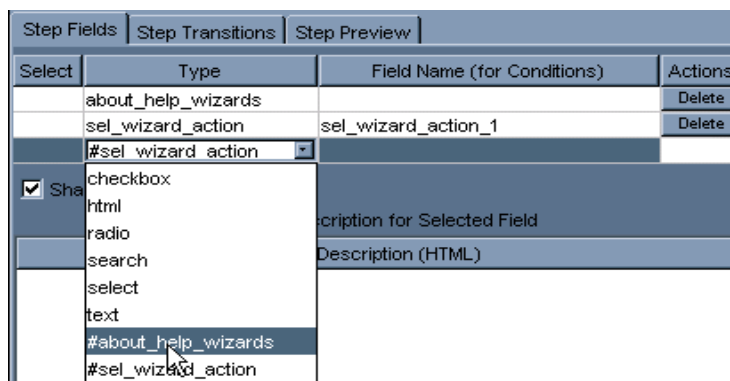 Step Fields Step Transitions Step Preview
Select Type Field Name (for Conditions) Actions
about_help_wizards Delete
sel_wizard_action sel_wizard_action_1 Delete
#sel_wizard_action
checkbox
Sha
html
radio cription for Selected Field
search Description (HTML)
select
text
#about_help_wizards
#sel_wizard_action